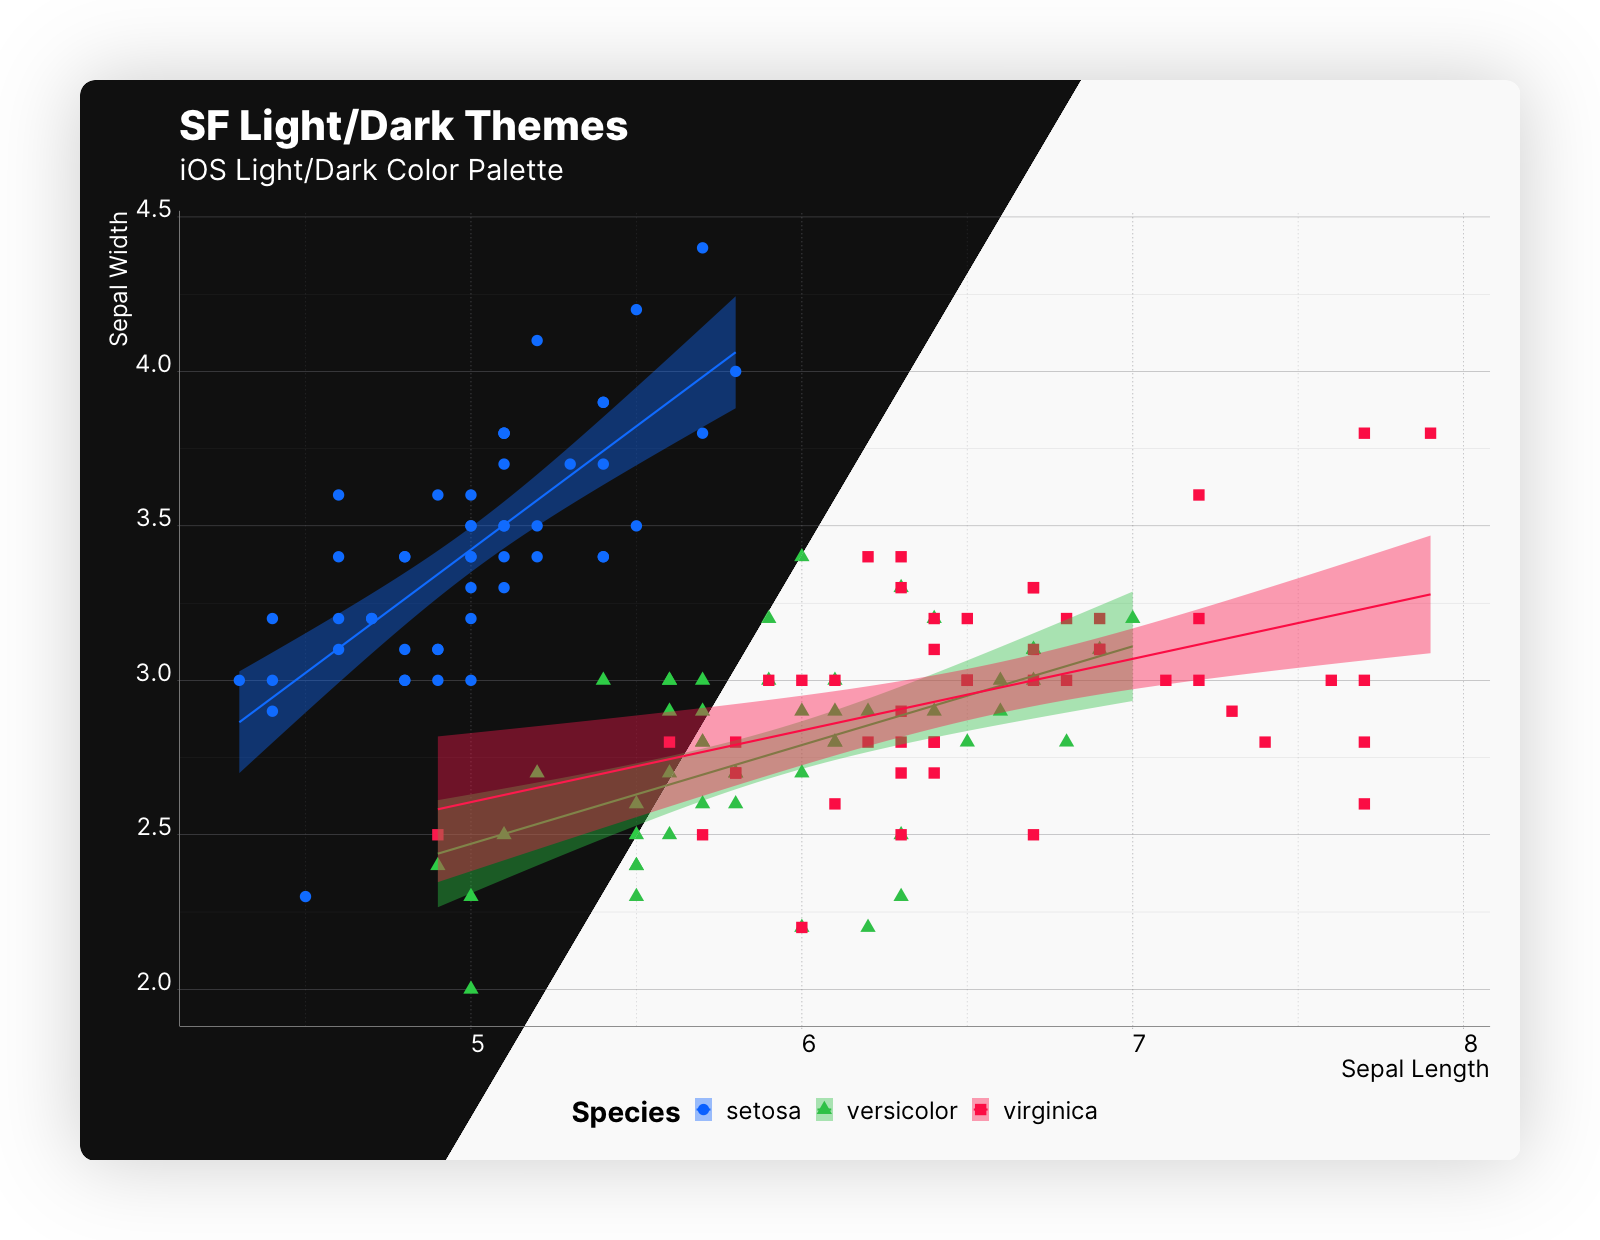 SF Light/Dark Themes
iOS Light/Dark Color Palette
Sepal Width
4.5
4.0
3.5
3.0
2.5
2.0
5 6 7 8
Sepal Length
Species setosa versicolor virginica